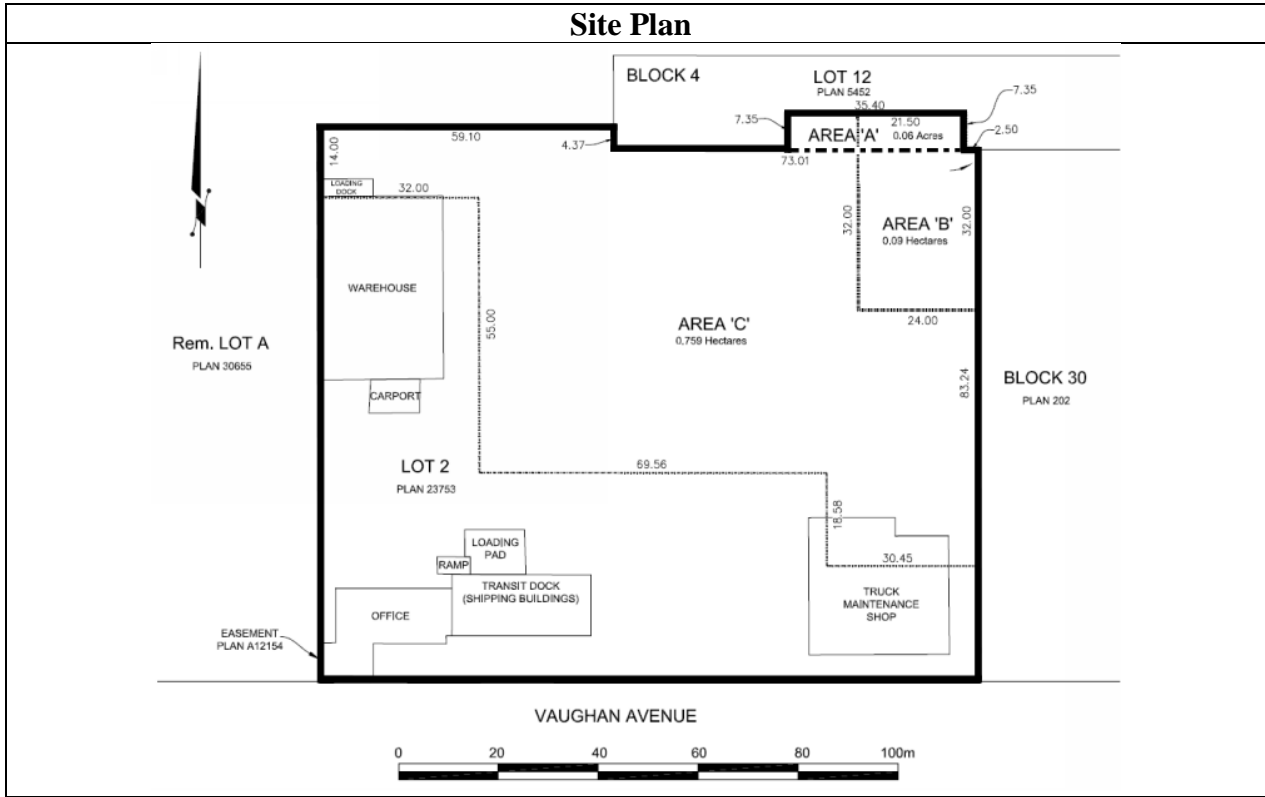 Site Plan
BLOCK 4
LOT 12
PLAN 5452
35.40
7.35
7.35
21.50
AREA 'A'
0.06 Acres
2.50
59.10
4.37
73.01
14.00
LOADING
DOCK
32.00
32.00
AREA 'B'
0.09 Hectares
32.00
WAREHOUSE
55.00
AREA 'C'
0.759 Hectares
24.00
Rem. LOT A
PLAN 30655
83.24
BLOCK 30
PLAN 202
CARPORT
LOT 2
PLAN 23753
69.56
18.58
LOADING
PAD
RAMP
30.45
TRANSIT DOCK
(SHIPPING BUILDINGS)
TRUCK
MAINTENANCE
SHOP
OFFICE
EASEMENT
PLAN A12154
VAUGHAN AVENUE
0 20 40 60 80 100m